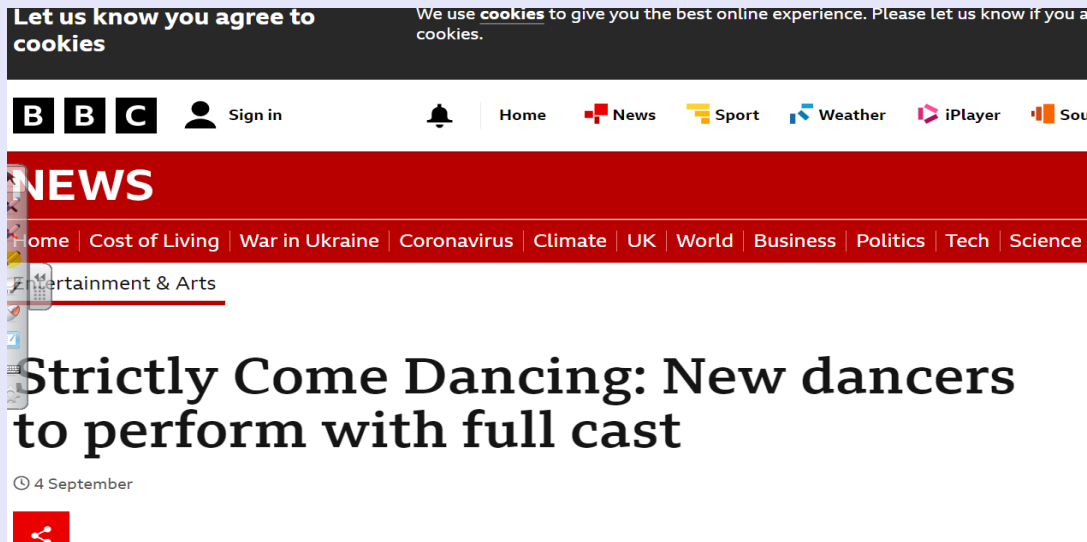 Let us know you agree to
cookies
We use cookies to give you the best online experience. Please let us know if you a
cookies.
BBC Sign in Home News Sport Weather iPlayer Sou
NEWS
Home Cost of Living War in Ukraine Coronavirus Climate UK World Business Politics Tech Science
Entertainment & Arts
Strictly Come Dancing: New dancers
to perform with full cast
4 September